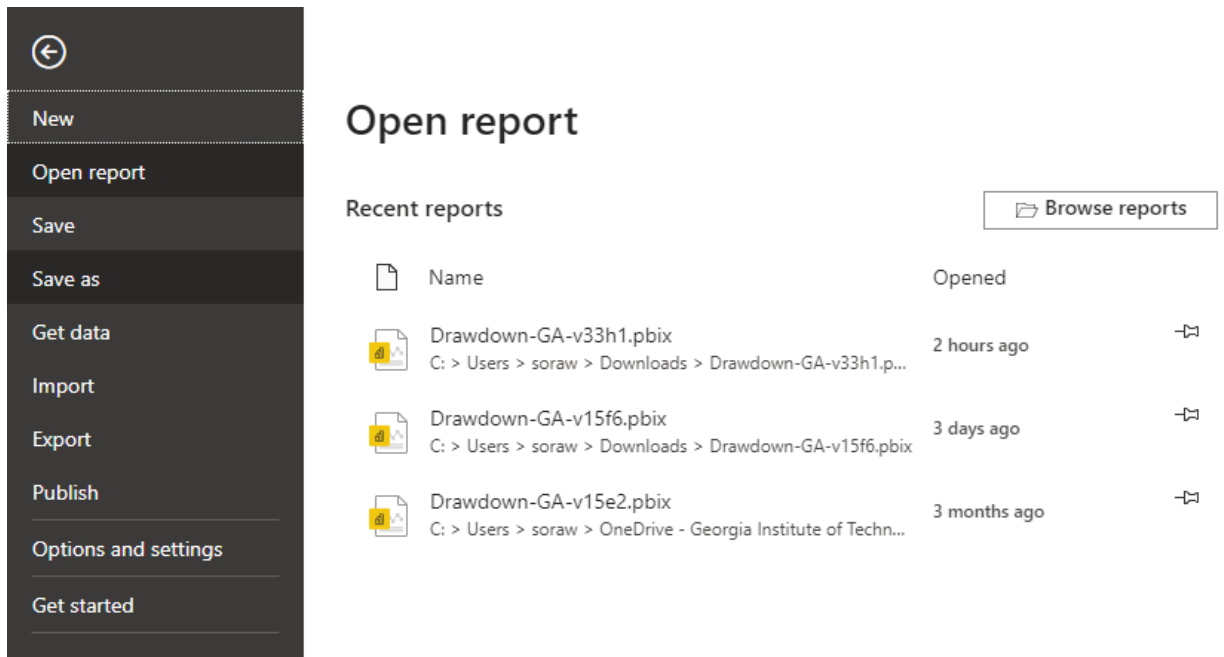 New
Open report
Save
Save as
Get data
Import
Export
Publish
Options and settings
Get started
Open report
Recent reports
Browse reports
Name
Opened
Drawdown-GA-v33h1.pbix
C: > Users > soraw > Downloads > Drawdown-GA-v33h1.p...
2 hours ago
Drawdown-GA-v15f6.pbix
C: > Users > soraw > Downloads > Drawdown-GA-v15f6.pbix
3 days ago
Drawdown-GA-v15e2.pbix
C: > Users > soraw > OneDrive - Georgia Institute of Techn...
3 months ago